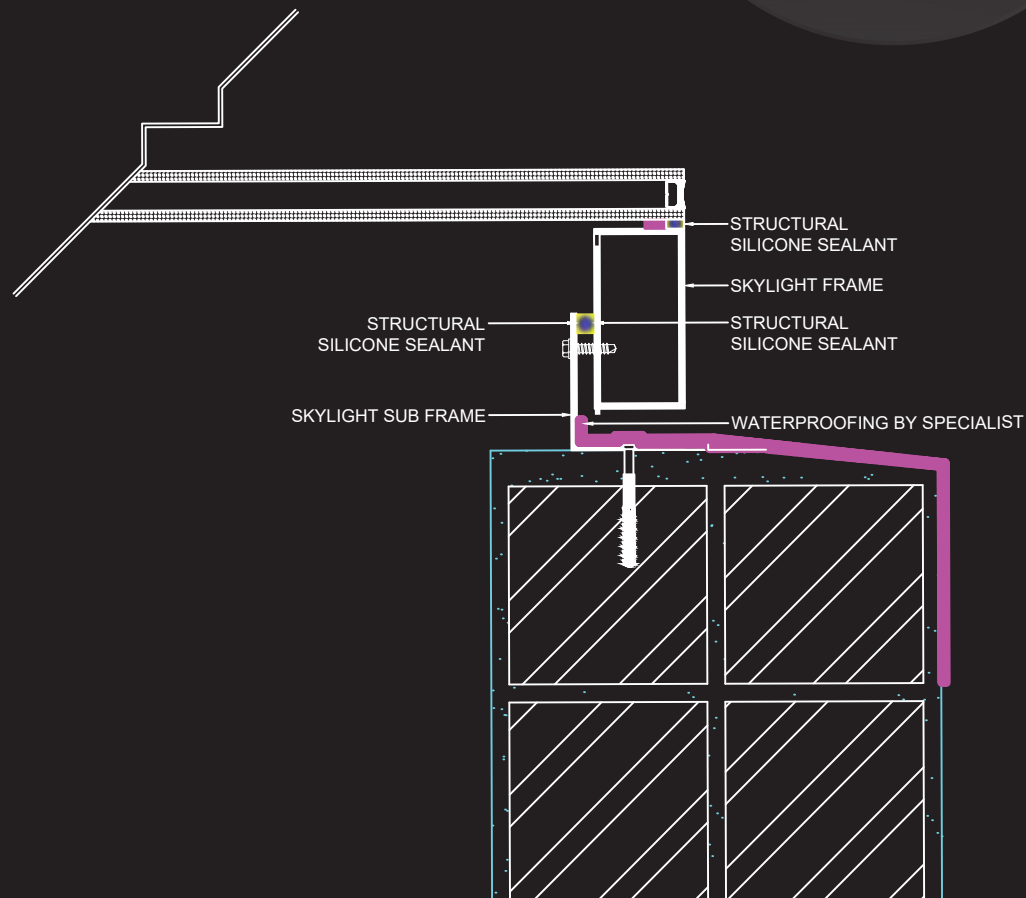 STRUCTURAL
SILICONE SEALANT
SKYLIGHT FRAME
STRUCTURAL
SILICONE SEALANT
STRUCTURAL
SILICONE SEALANT
SKYLIGHT SUB FRAME
WATERPROOFING BY SPECIALIST